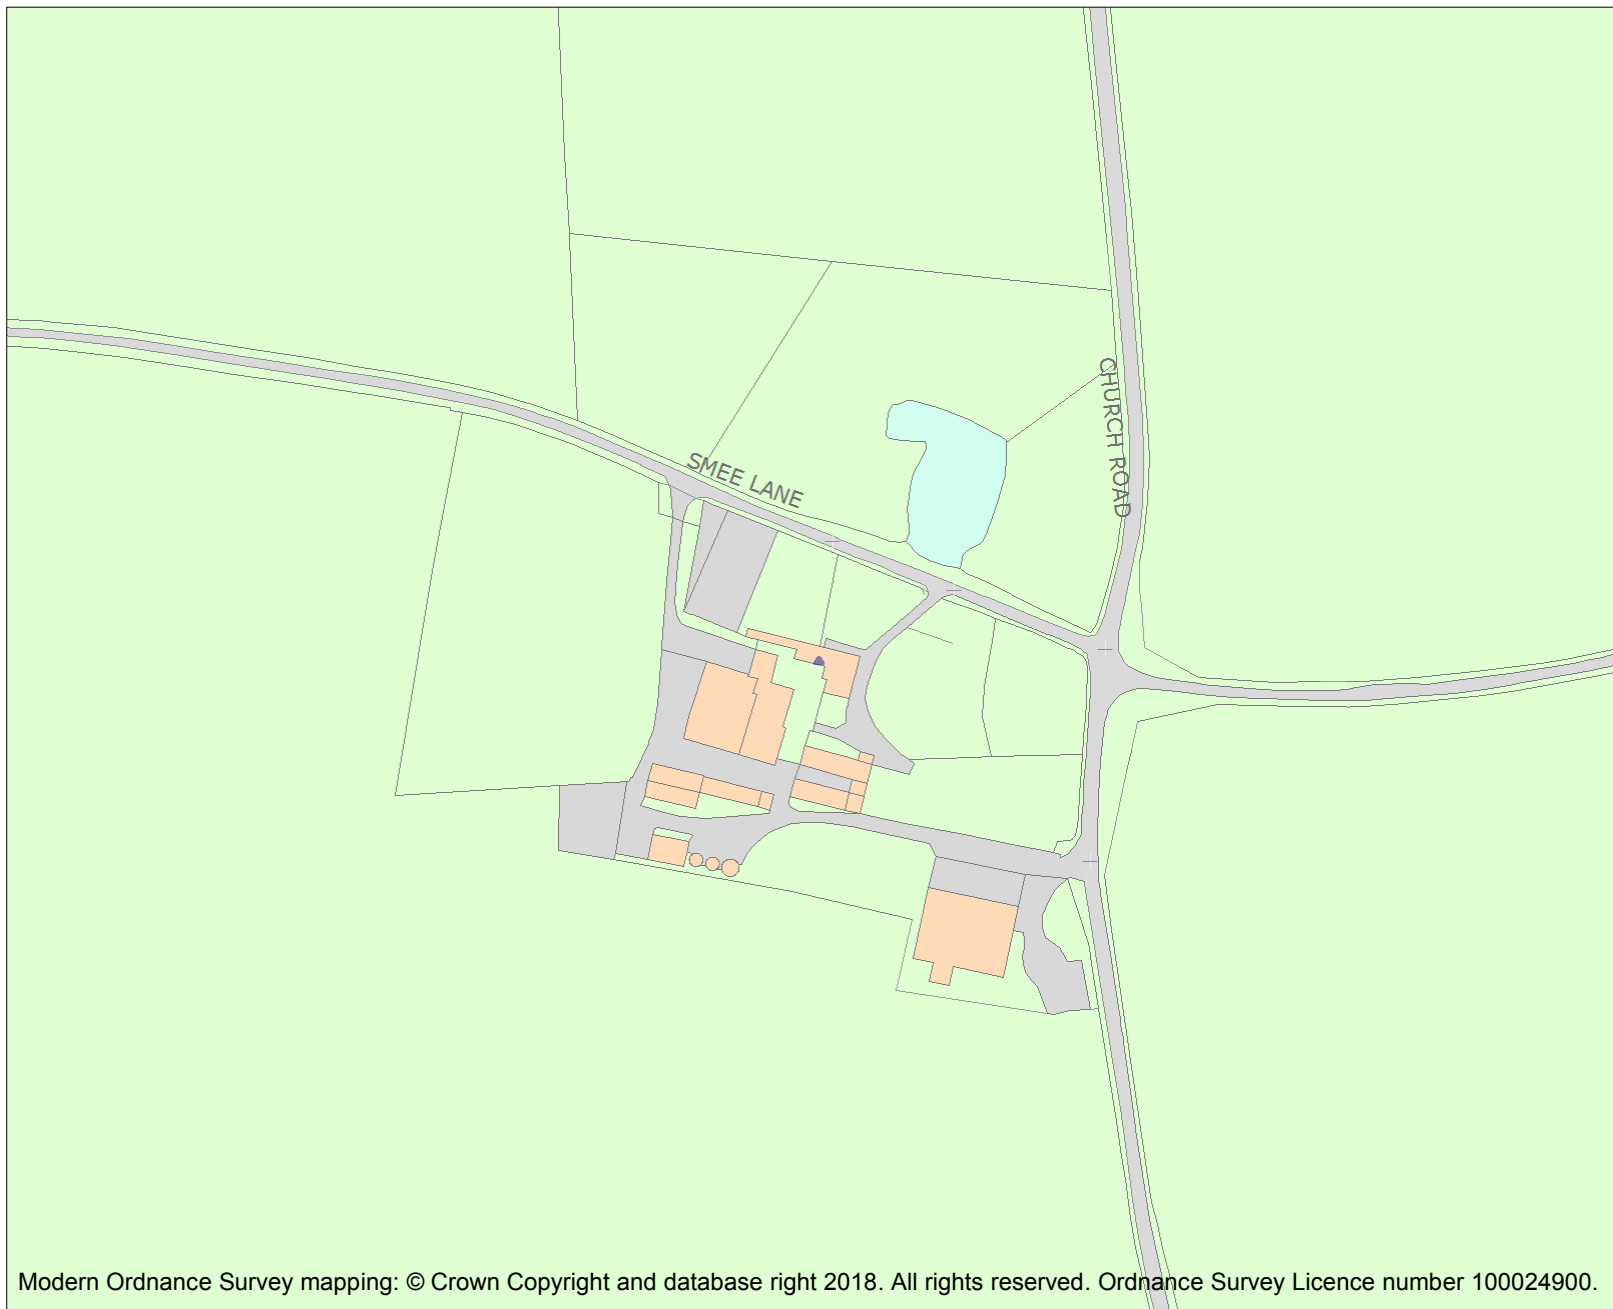 CHURCH ROAD
SMEE LANE
Modern Ordnance Survey mapping: © Crown Copyright and database right 2018. All rights reserved. Ordnance Survey Licence number 100024900.